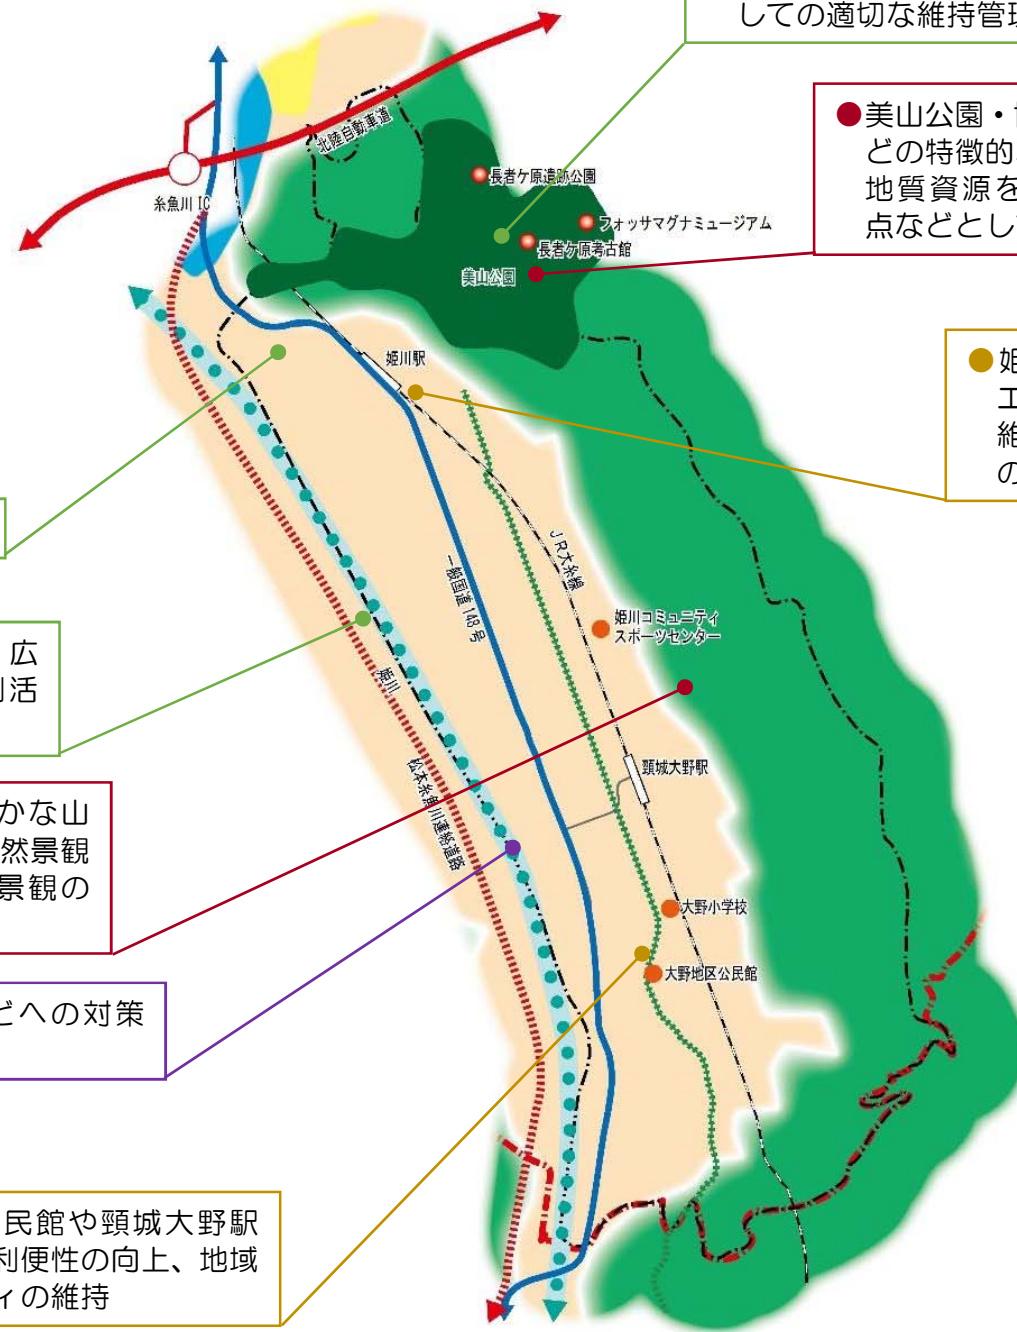 しての適切な維持管理
●美山公園・博
どの特徴的な
地質資源を
点などとして
北陸自動車道
糸魚川 IC
長者ケ原遺跡公園
フォッサマグナミュージアム
長者ケ原考古館
美山公園
姫川駅
●姫
工
維
の
JR大糸線
一般国道 148 号
姫川コミュニティ
スポーツセンター
広
活
姫川
頸城大野駅
松本糸魚川連絡道路
かな山
然景観
景観の
大野小学校
大野地区公民館
どへの対策
民館や頸城大野駅
利便性の向上、地域
ィの維持